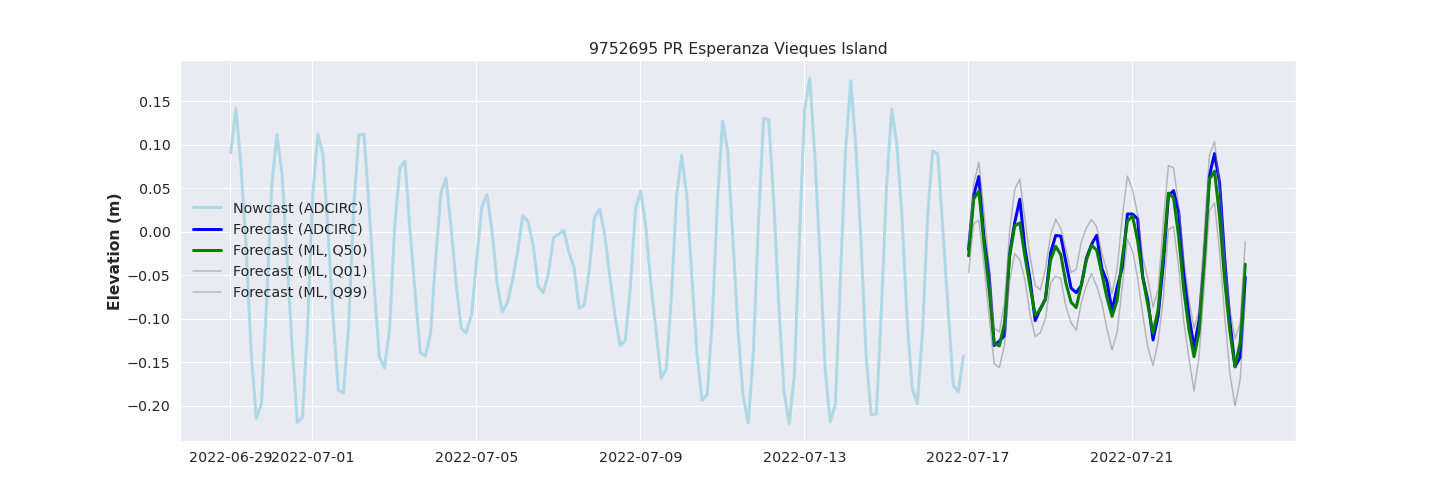 9752695 PR Esperanza Vieques Island
Elevation (m)
0.15
0.10
0.05
0.00
−0.05
−0.10
−0.15
−0.20
Nowcast (ADCIRC)
Forecast (ADCIRC)
Forecast (ML, Q50)
Forecast (ML, Q01)
Forecast (ML, Q99)
2022-06-29 2022-07-01 2022-07-05 2022-07-09 2022-07-13 2022-07-17 2022-07-21